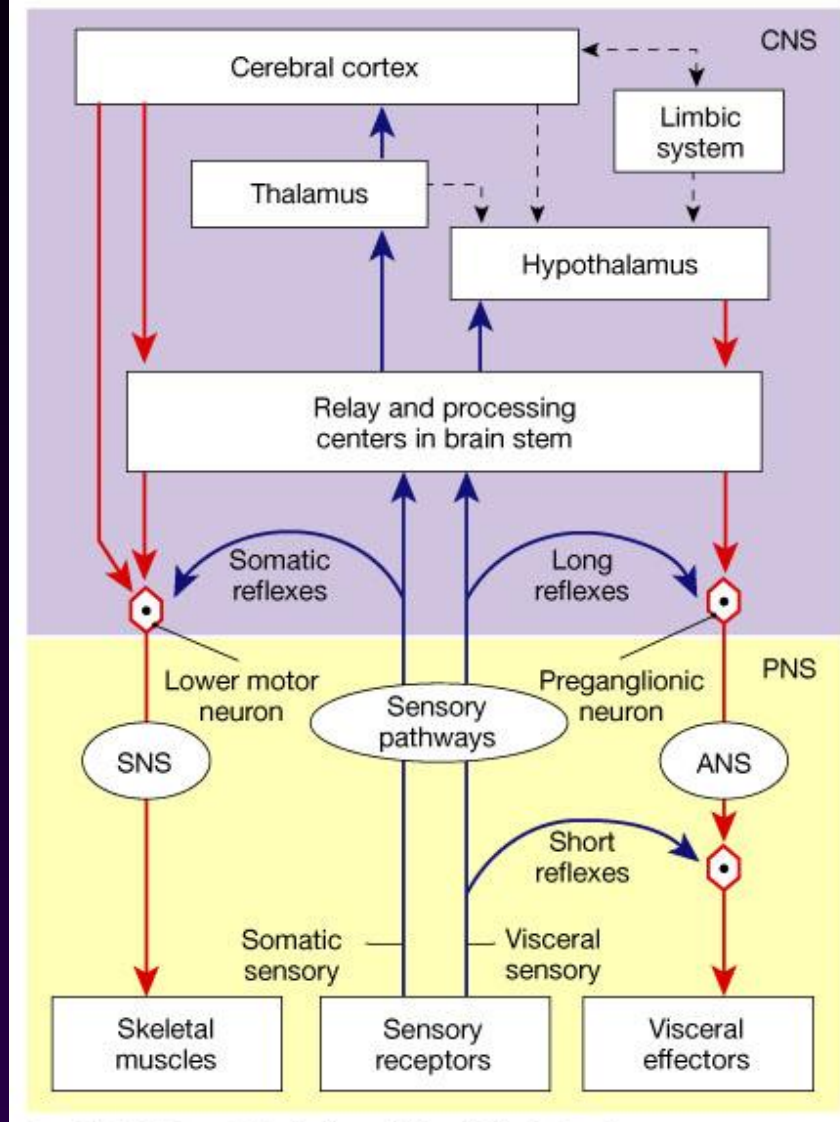 CNS
Cerebral cortex
Limbic
system
Thalamus
Hypothalamus
Relay and processing
centers in brain stem
Somatic
reflexes
Long
reflexes
PNS
Lower motor
neuron
Sensory
pathways
Preganglionic
neuron
SNS
ANS
Short
reflexes
Somatic
sensory
Visceral
sensory
Skeletal
muscles
Sensory
receptors
Visceral
effectors